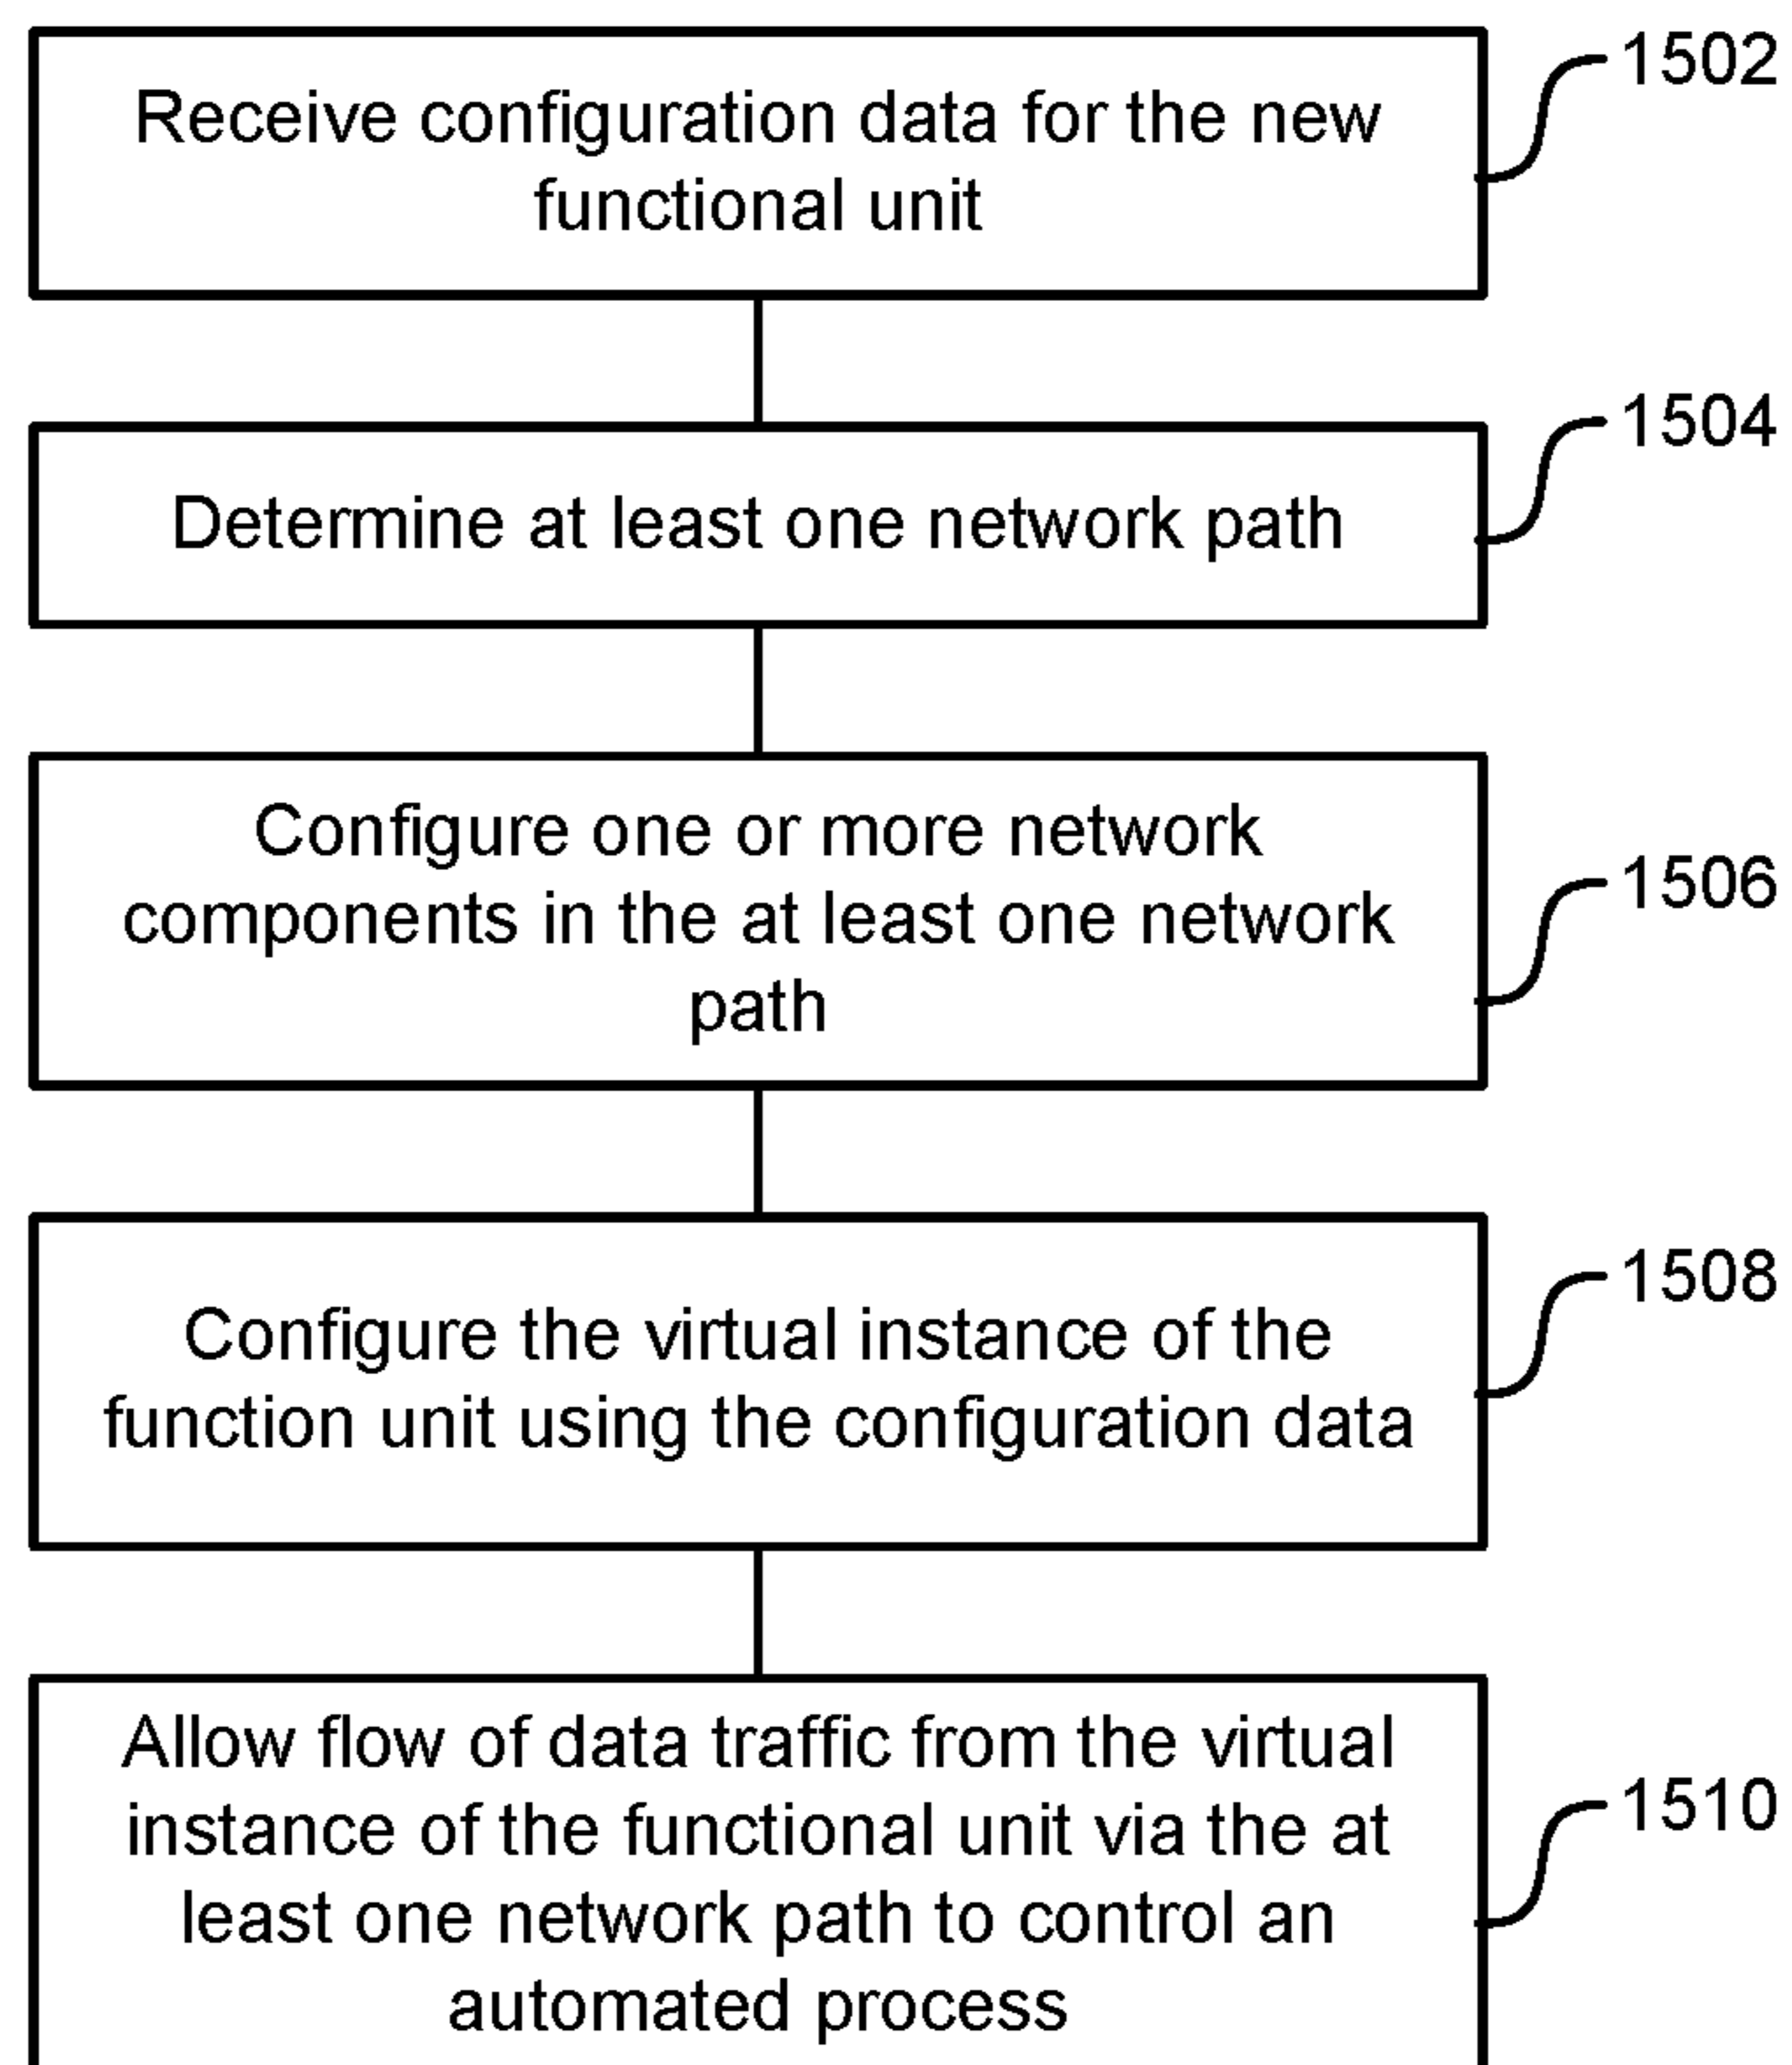 1502
Receive configuration data for the new
functional unit
1504
Determine at least one network path
Configure one or more network
1506
components in the at least one network
path
1508
Configure the virtual instance of the
function unit using the configuration data
Allow flow of data traffic from the virtual
1510
instance of the functional unit via the at
least one network path to control an
automated process